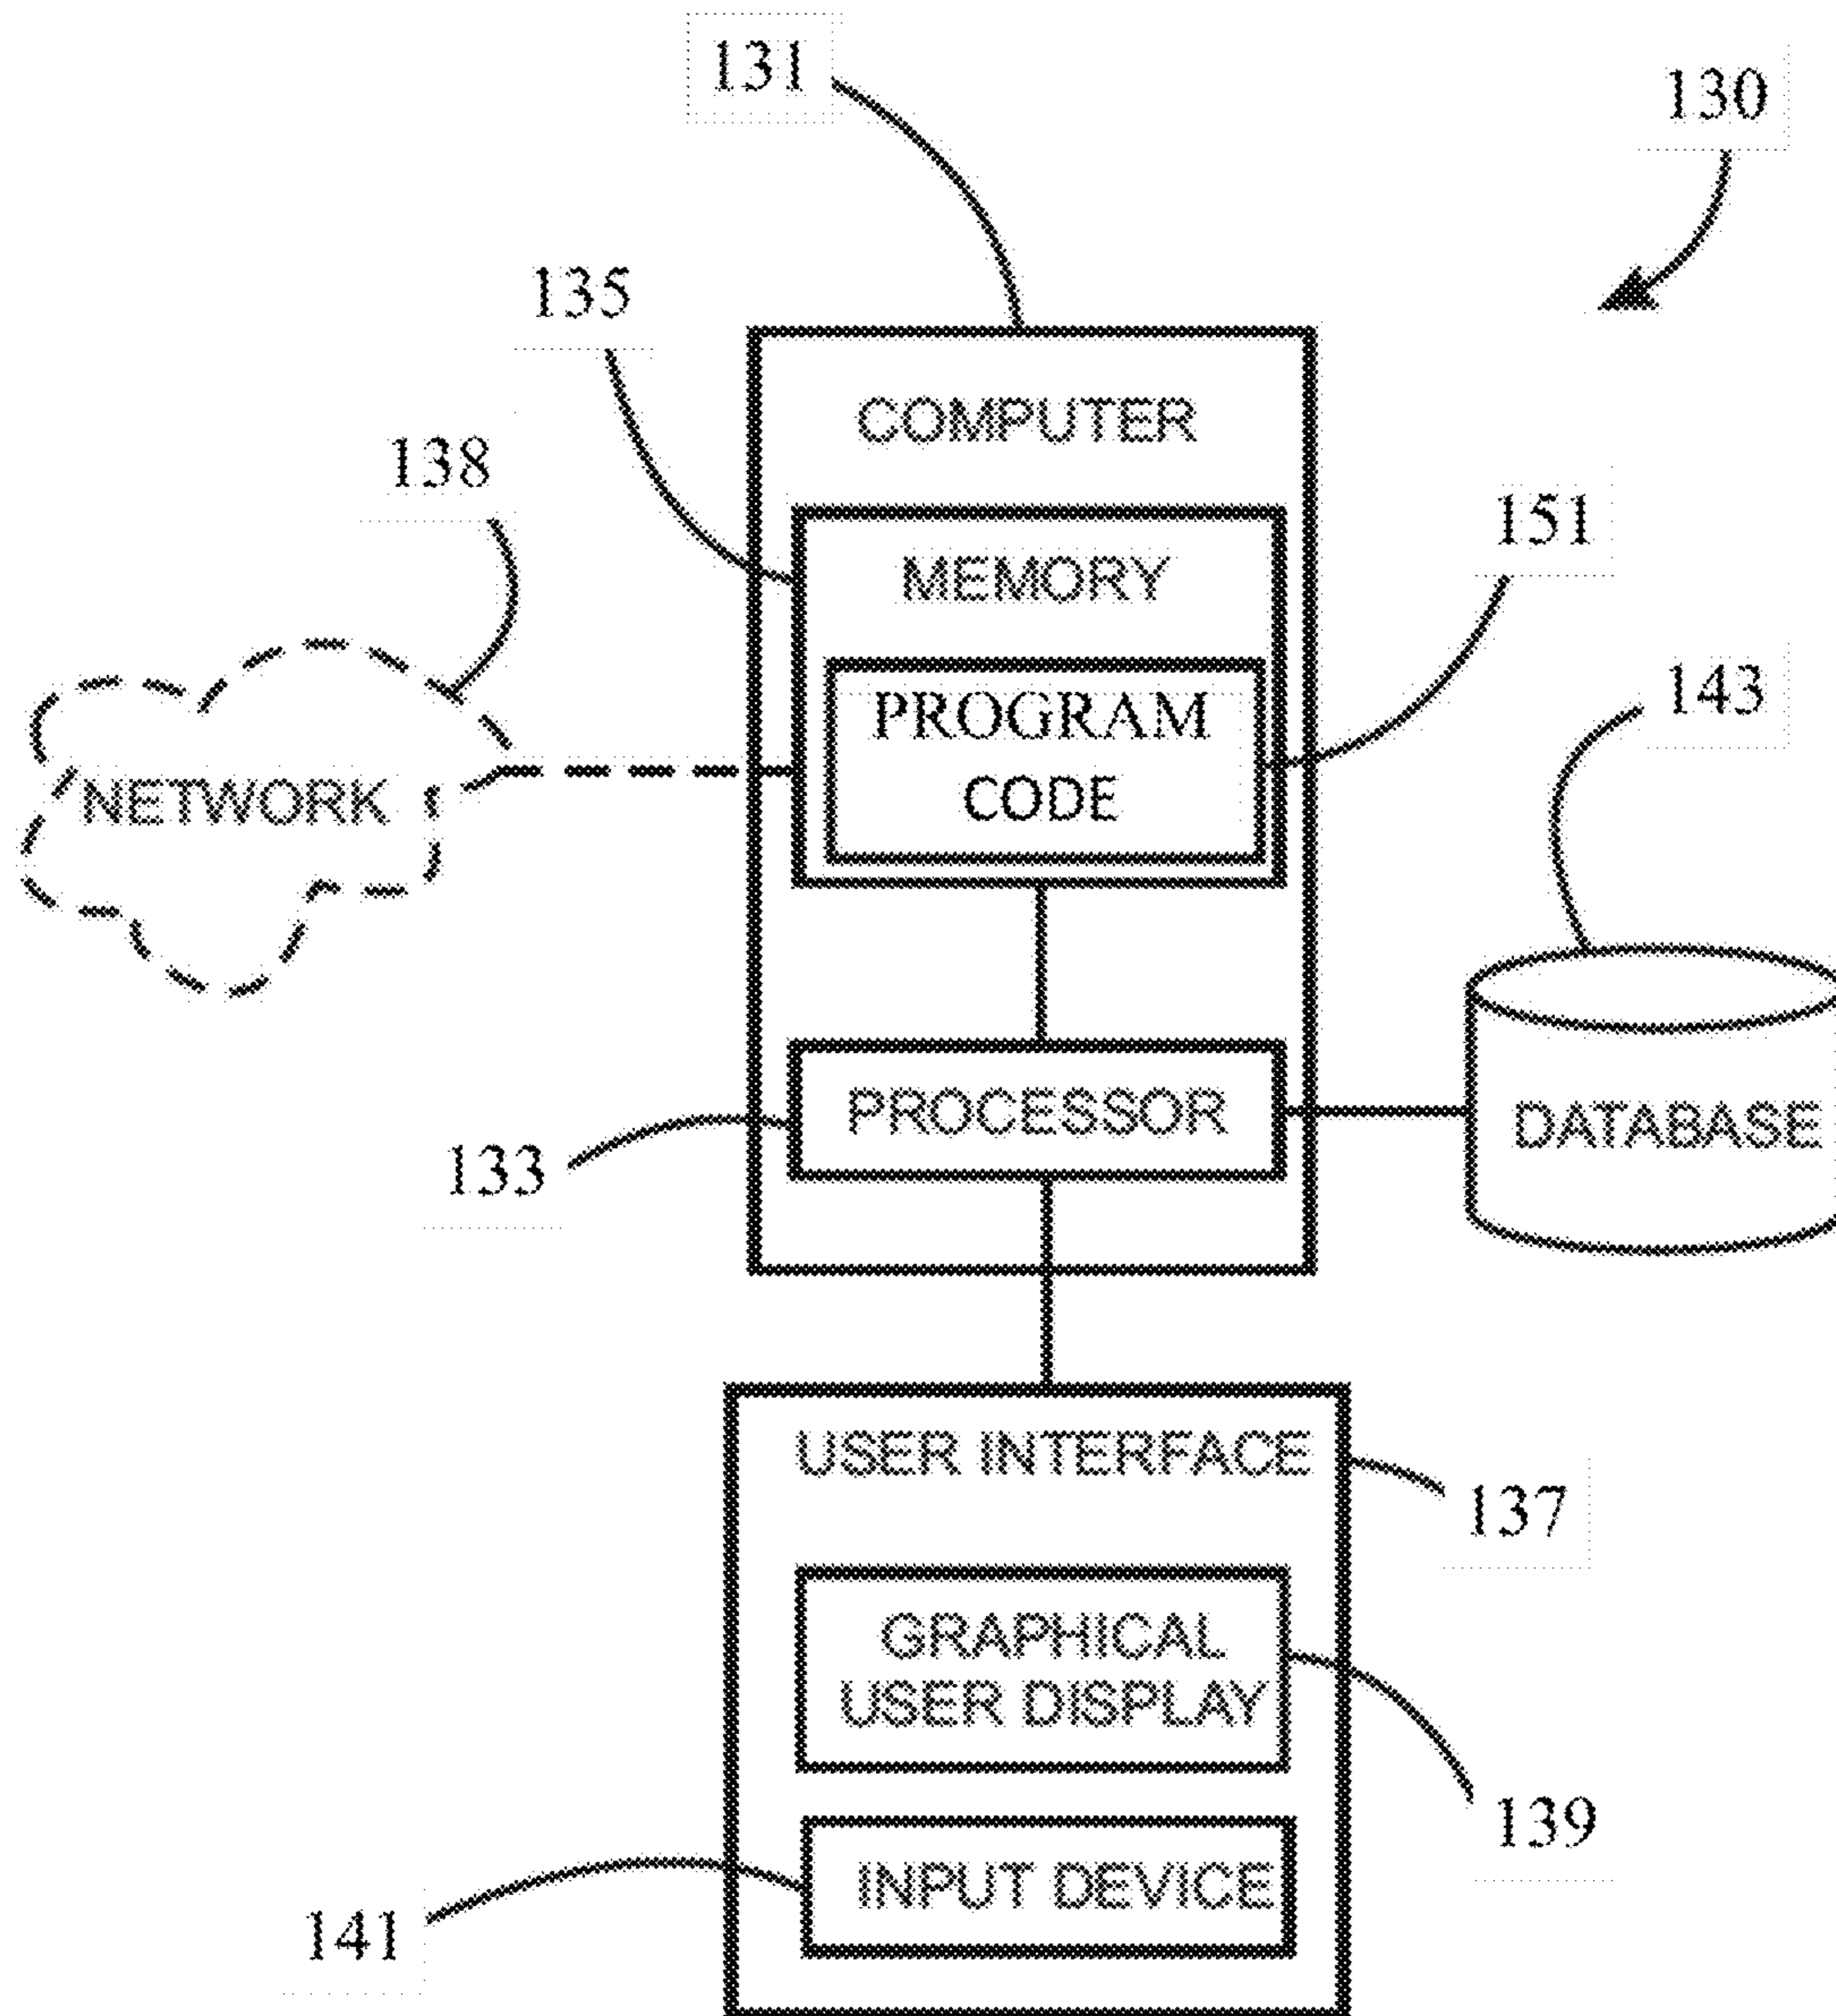 131
130
135
COMPUTER
138
151
MEMORY
143
PROGRAM
CODE
NETWORK
PROCESSOR
DATABASE
133
USER INTERFACE
137
GRAPHICAL
USER DISPLAY
139
INPUT DEVICE
141